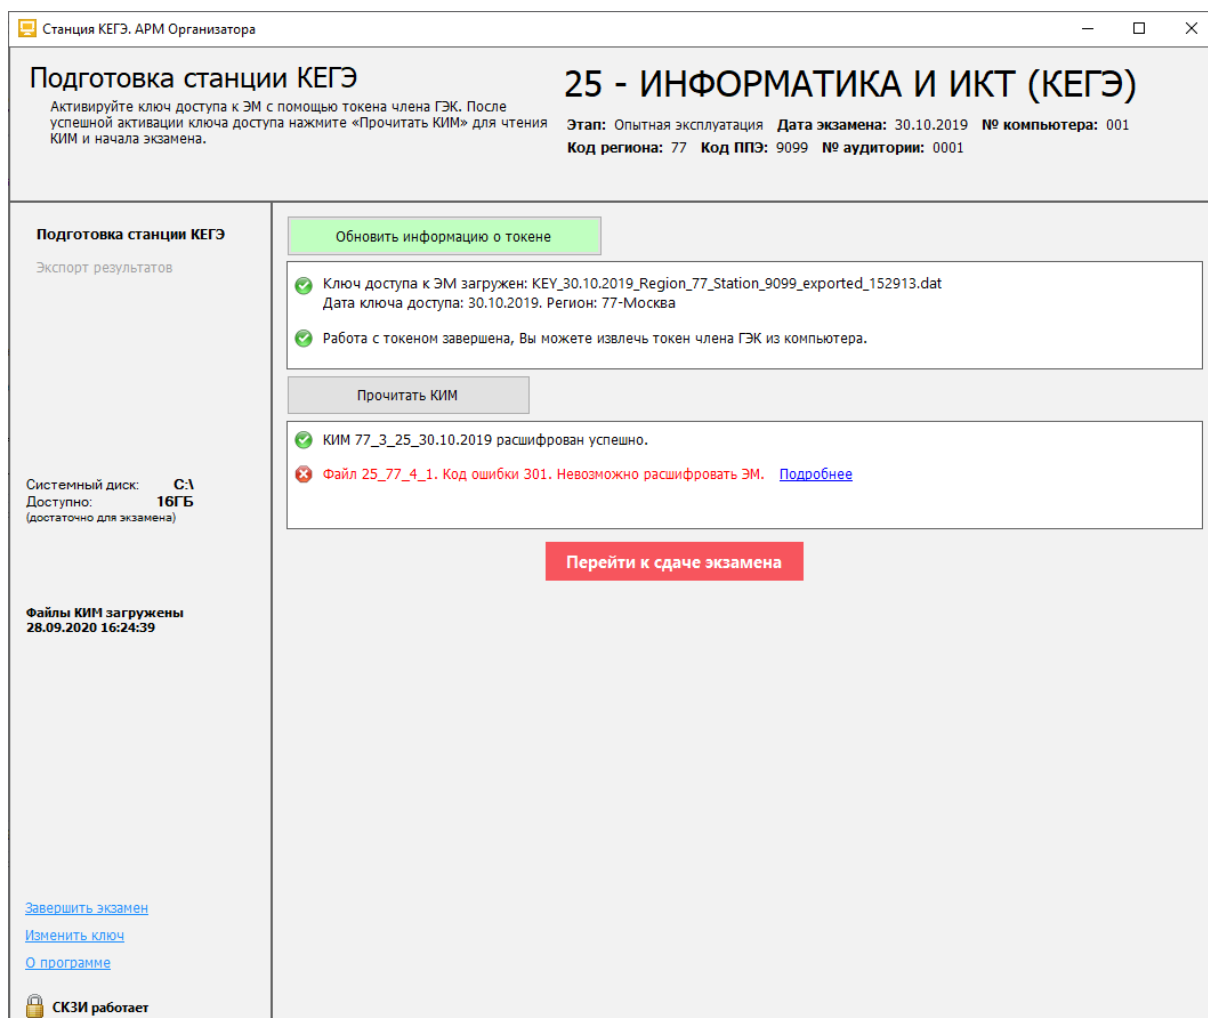 Станция КЕГЭ. АРМ Организатора
Подготовка станции КЕГЭ
Активируйте ключ доступа к ЭМ с помощью токена члена ГЭК. После
успешной активации ключа доступа нажмите «Прочитать КИМ» для чтения
КИМ и начала экзамена.
25 - ИНФОРМАТИКА И ИКТ (КЕГЭ)
Этап: Опытная эксплуатация Дата экзамена: 30.10.2019 № компьютера: 001
Код региона: 77 Код ППЭ: 9099 № аудитории: 0001
Подготовка станции КЕГЭ
Экспорт результатов
Системный диск: C:\
Доступно: 16ГБ
(достаточно для экзамена)
Файлы КИМ загружены
28.09.2020 16:24:39
Завершить экзамен
Изменить ключ
О программе
СКЗИ работает
Обновить информацию о токене
Ключ доступа к ЭМ загружен: KEY_30.10.2019_Region_77_Station_9099_exported_152913.dat
Дата ключа доступа: 30.10.2019. Регион: 77-Москва
Работа с токеном завершена, Вы можете извлечь токен члена ГЭК из компьютера.
Прочитать КИМ
КИМ 77_3_25_30.10.2019 расшифрован успешно.
Файл 25_77_4_1. Код ошибки 301. Невозможно расшифровать ЭМ. Подробнее
Перейти к сдаче экзамена